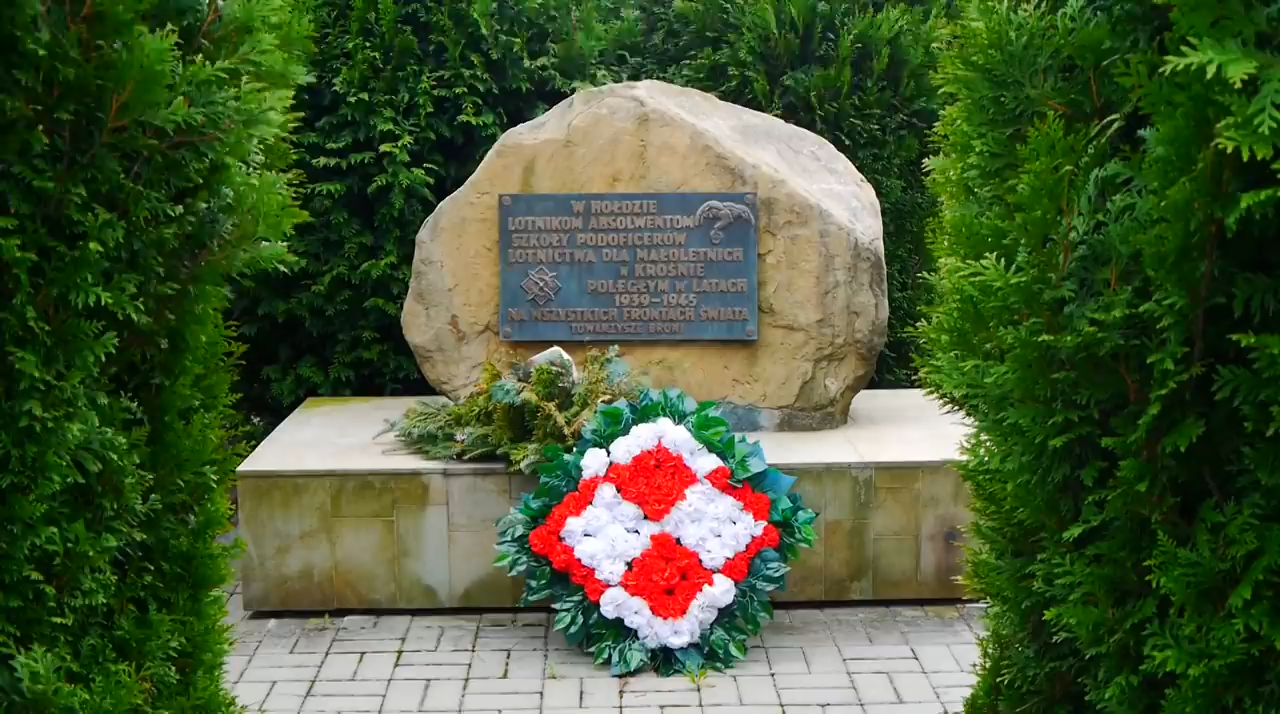 W HOŁDZIE
LOTNIKOM ABSOLWENTOM
SZKOŁY PODOFICERÓW
LOTNICTWA DLA MAŁOLETNICH
W KROŚNIE
POLEGŁYM W LATACH
1939-1945
NA WSZYSTKICH FRONTACH ŚWIATA
TOWARZYSZE BRONI